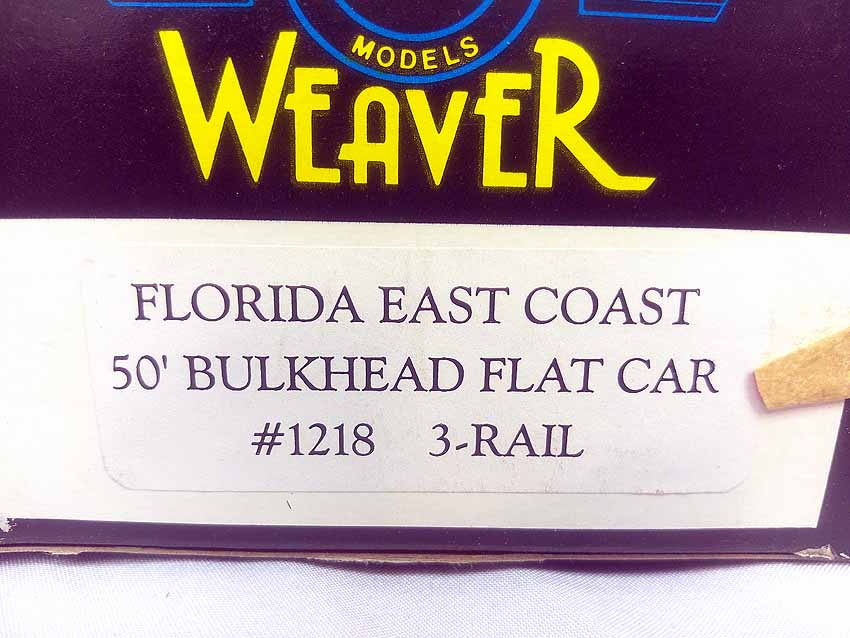 MODELS
WEAVER
FLORIDA EAST COAST
50' BULKHEAD FLAT CAR
#1218 3-RAIL